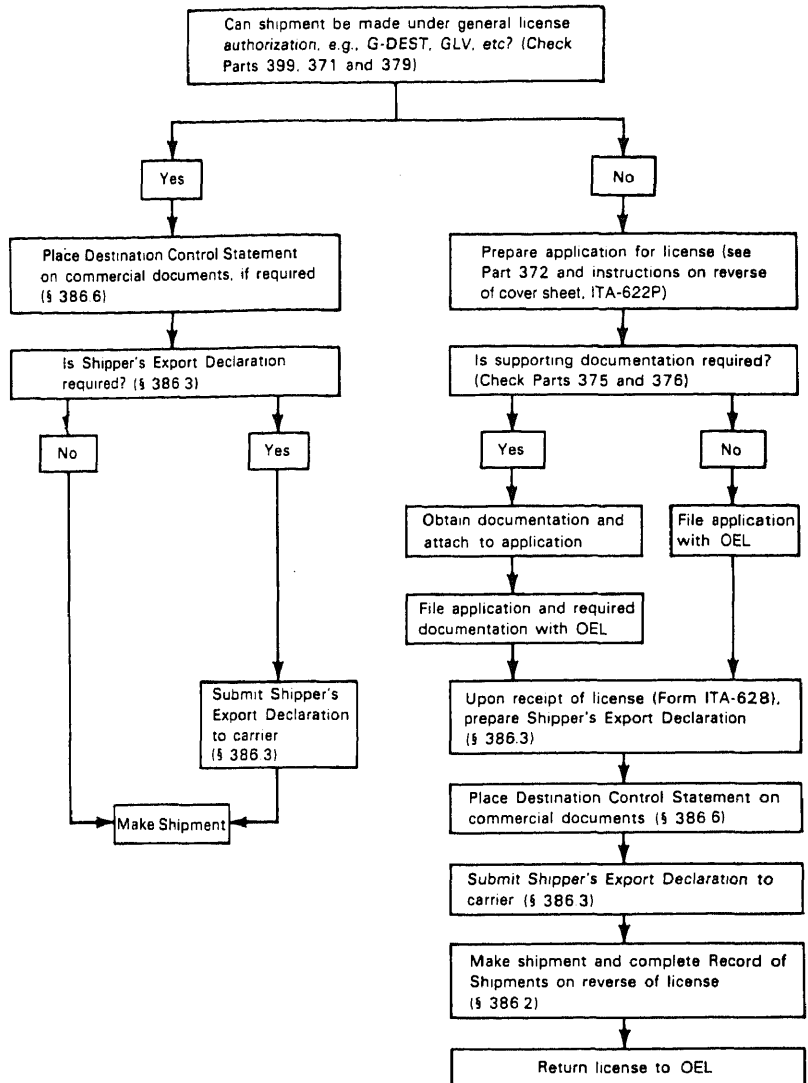 Can shipment be made under general license
authorization, e.g., G-DEST, GLV, etc? (Check
Parts 399, 371 and 379)
Yes
No
Place Destination Control Statement
on commercial documents, if required
(§ 386 6)
Prepare application for license (see
Part 372 and instructions on reverse
of cover sheet, ITA-622P)
Is Shipper's Export Declaration
required? (§ 386 3)
Is supporting documentation required?
(Check Parts 375 and 376)
No
Yes
Yes
No
Obtain documentation and
attach to application
File application
with OEL
File application and required
documentation with OEL
Submit Shipper's
Export Declaration
to carrier
(§ 386.3)
Upon receipt of license (Form ITA-628),
prepare Shipper's Export Declaration
(§ 386.3)
Make Shipment
Place Destination Control Statement on
commercial documents (§ 386 6)
Submit Shipper's Export Declaration to
carrier (§ 386 3)
Make shipment and complete Record of
Shipments on reverse of license
(§ 386 2)
Return license to OEL